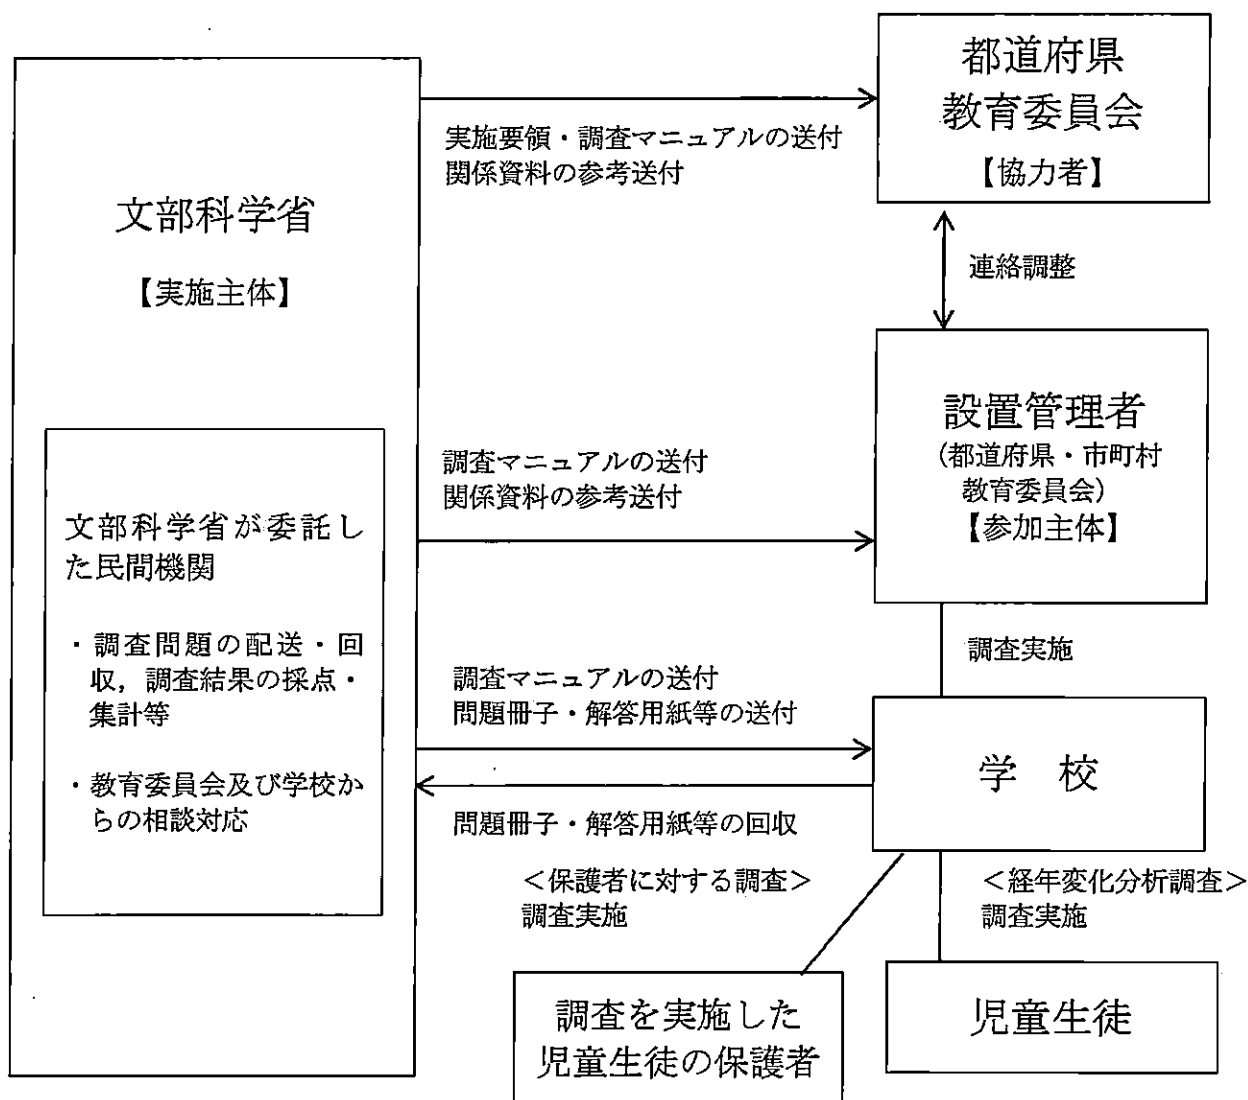 文部科学省
【実施主体】
文部科学省が委託し
た民間機関
・調査問題の配送・回
収，調査結果の採点・
集計等
・教育委員会及び学校か
らの相談対応
実施要領・調査マニュアルの送付
関係資料の参考送付
都道府県
教育委員会
【協力者】
連絡調整
調査マニュアルの送付
関係資料の参考送付
設置管理者
(都道府県・市町村
教育委員会)
【参加主体】
調査実施
調査マニュアルの送付
問題冊子・解答用紙等の送付
学　校
問題冊子・解答用紙等の回収
＜保護者に対する調査＞
調査実施
＜経年変化分析調査＞
調査実施
調査を実施した
児童生徒の保護者
児童生徒